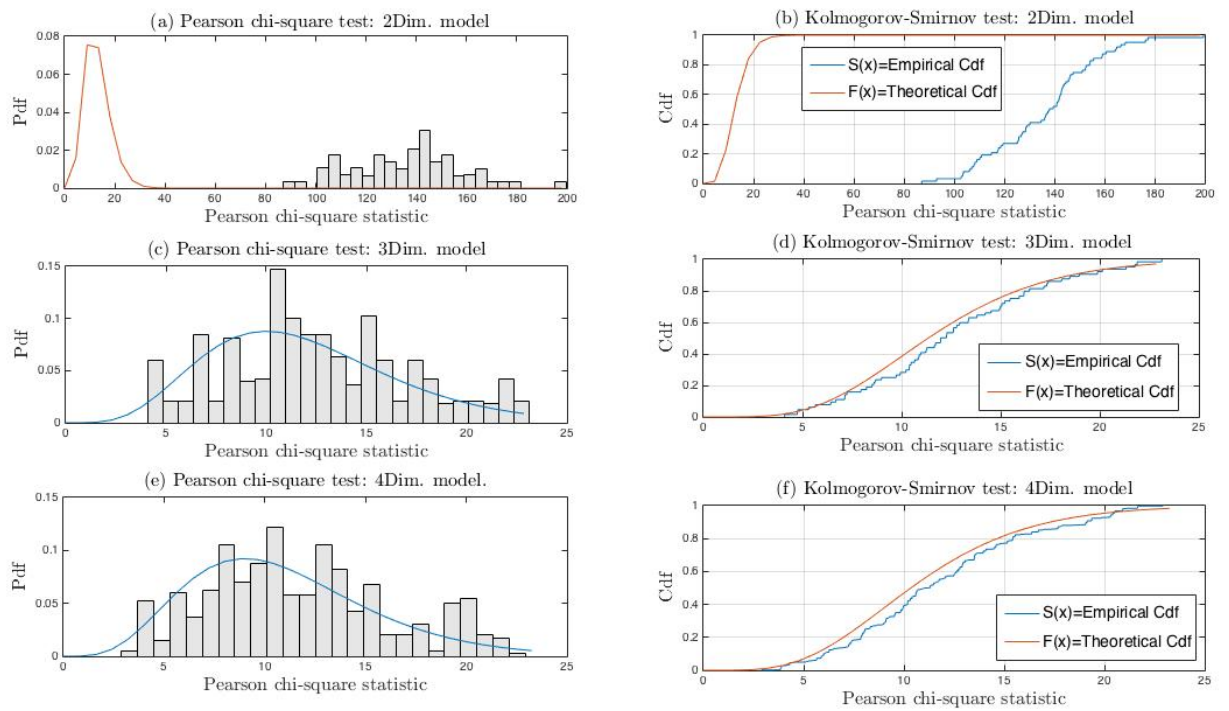 (a) Pearson chi-square test: 2Dim. model
0.08
0.06
0.04
0.02
0
Pdf
0 20 40 60 80 100 120 140 160 180 200
Pearson chi-square statistic
(b) Kolmogorov-Smirnov test: 2Dim. model
1
0.8
0.6
0.4
0.2
0
Cdf
S(x)=Empirical Cdf
F(x)=Theoretical Cdf
0 20 40 60 80 100 120 140 160 180 200
Pearson chi-square statistic
(c) Pearson chi-square test: 3Dim. model
0.15
0.1
0.05
0
Pdf
0 5 10 15 20 25
Pearson chi-square statistic
(d) Kolmogorov-Smirnov test: 3Dim. model
1
0.8
0.6
0.4
0.2
0
Cdf
S(x)=Empirical Cdf
F(x)=Theoretical Cdf
0 5 10 15 20 25
Pearson chi-square statistic
(e) Pearson chi-square test: 4Dim. model.
0.15
0.1
0.05
0
Pdf
0 5 10 15 20 25
Pearson chi-square statistic
(f) Kolmogorov-Smirnov test: 4Dim. model
1
0.8
0.6
0.4
0.2
0
Cdf
S(x)=Empirical Cdf
F(x)=Theoretical Cdf
0 5 10 15 20 25
Pearson chi-square statistic